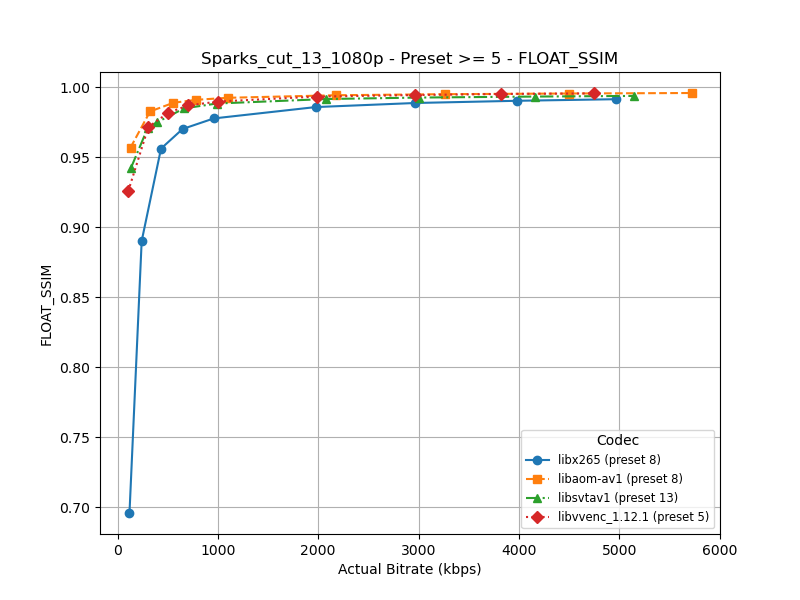 Sparks_cut_13_1080p - Preset >= 5 - FLOAT_SSIM
FLOAT_SSIM
1.00
0.95
0.90
0.85
0.80
0.75
0.70
Codec
libx265 (preset 8)
libaom-av1 (preset 8)
libsvtav1 (preset 13)
libvvenc_1.12.1 (preset 5)
0 1000 2000 3000 4000 5000 6000
Actual Bitrate (kbps)